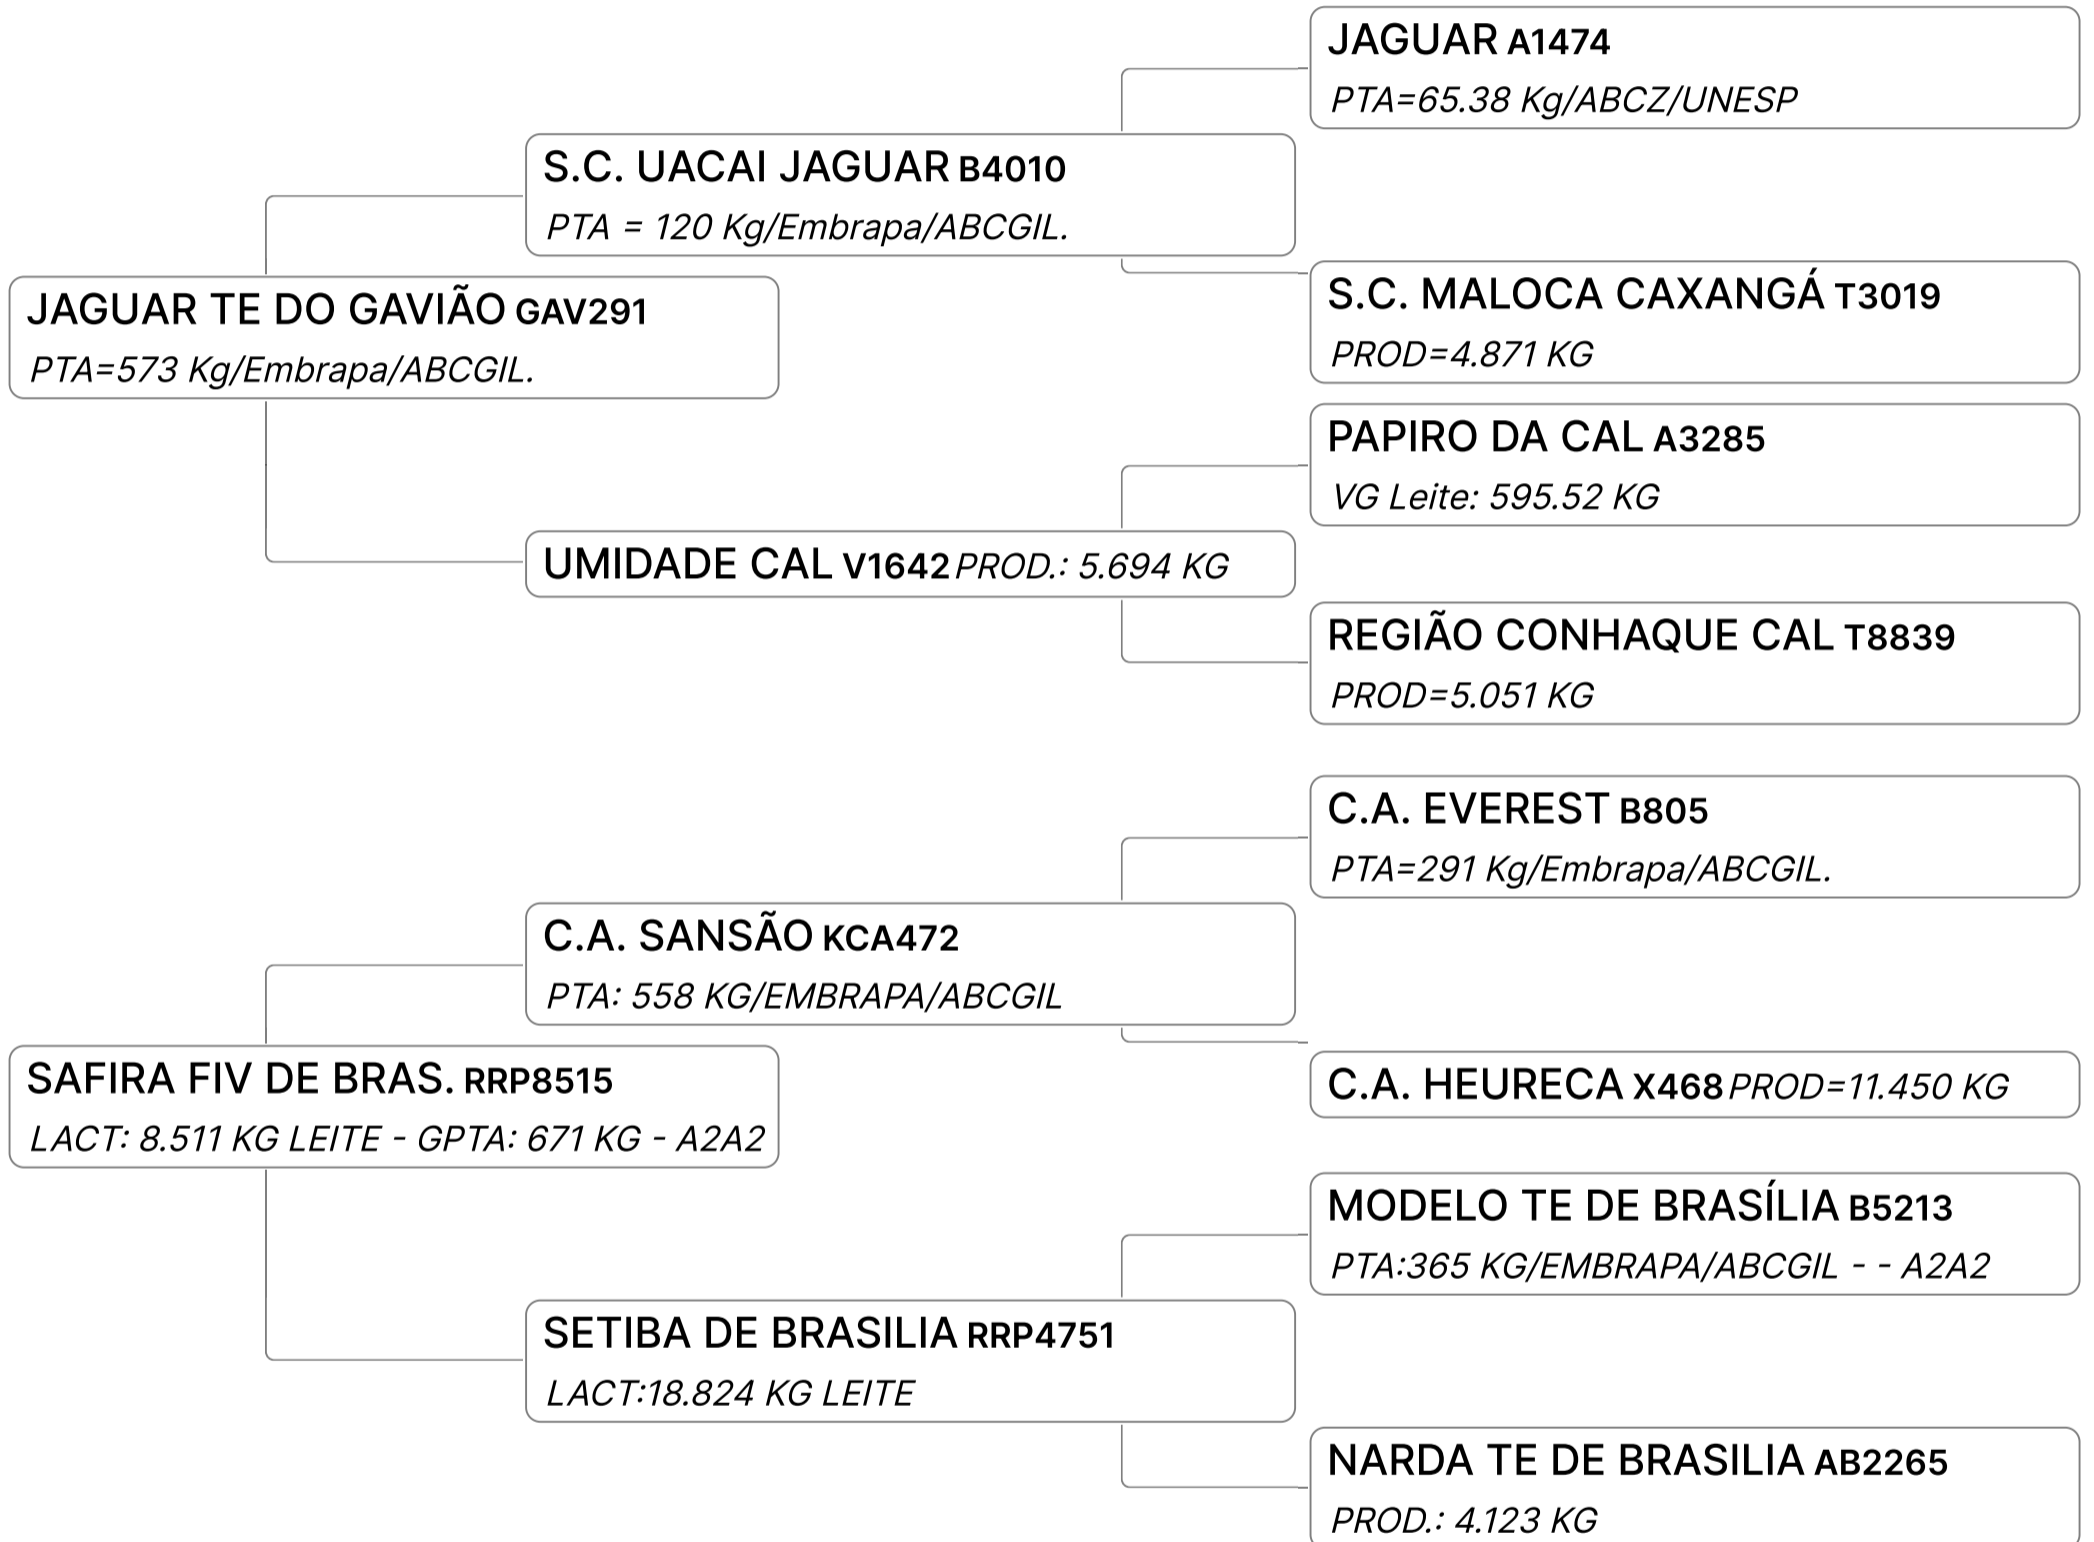 JAGUAR A1474
PTA=65.38 Kg/ABCZ/UNESP
S.C. UACAI JAGUAR B4010
PTA = 120 Kg/Embrapa/ABCGIL.
S.C. MALOCA CAXANGÁ T3019
PROD=4.871 KG
JAGUAR TE DO GAVIÃO GAV291
PTA=573 Kg/Embrapa/ABCGIL.
PAPIRO DA CAL A3285
VG Leite: 595.52 KG
UMIDADE CAL V1642 PROD.: 5.694 KG
REGIÃO CONHAQUE CAL T8839
PROD=5.051 KG
C.A. EVEREST B805
PTA=291 Kg/Embrapa/ABCGIL.
C.A. SANSÃO KCA472
PTA: 558 KG/EMBRAPA/ABCGIL
C.A. HEURECA X468 PROD=11.450 KG
SAFIRA FIV DE BRAS. RRP8515
LACT: 8.511 KG LEITE - GPTA: 671 KG - A2A2
MODELO TE DE BRASÍLIA B5213
PTA:365 KG/EMBRAPA/ABCGIL - - A2A2
SETIBA DE BRASILIA RRP4751
LACT:18.824 KG LEITE
NARDA TE DE BRASILIA AB2265
PROD.: 4.123 KG